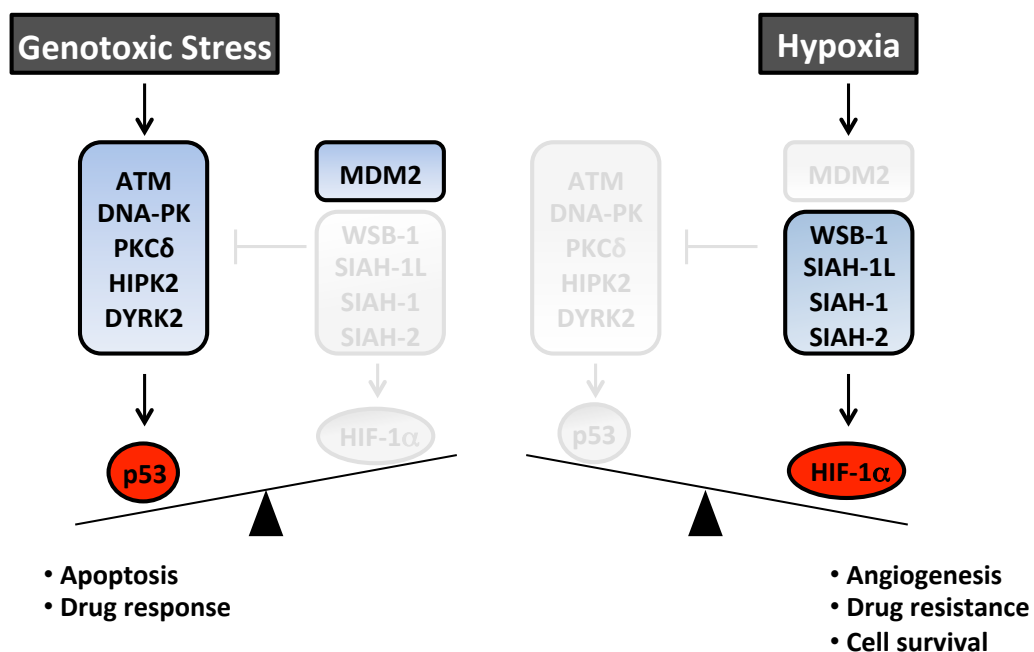 Genotoxic Stress
ATM
DNA-PK
PKCδ
HIPK2
DYRK2
p53
MDM2
WSB-1
SIAH-1L
SIAH-1
SIAH-2
HIF-1α
• Apoptosis
• Drug response
Hypoxia
ATM
DNA-PK
PKCδ
HIPK2
DYRK2
p53
MDM2
WSB-1
SIAH-1L
SIAH-1
SIAH-2
HIF-1α
• Angiogenesis
• Drug resistance
• Cell survival